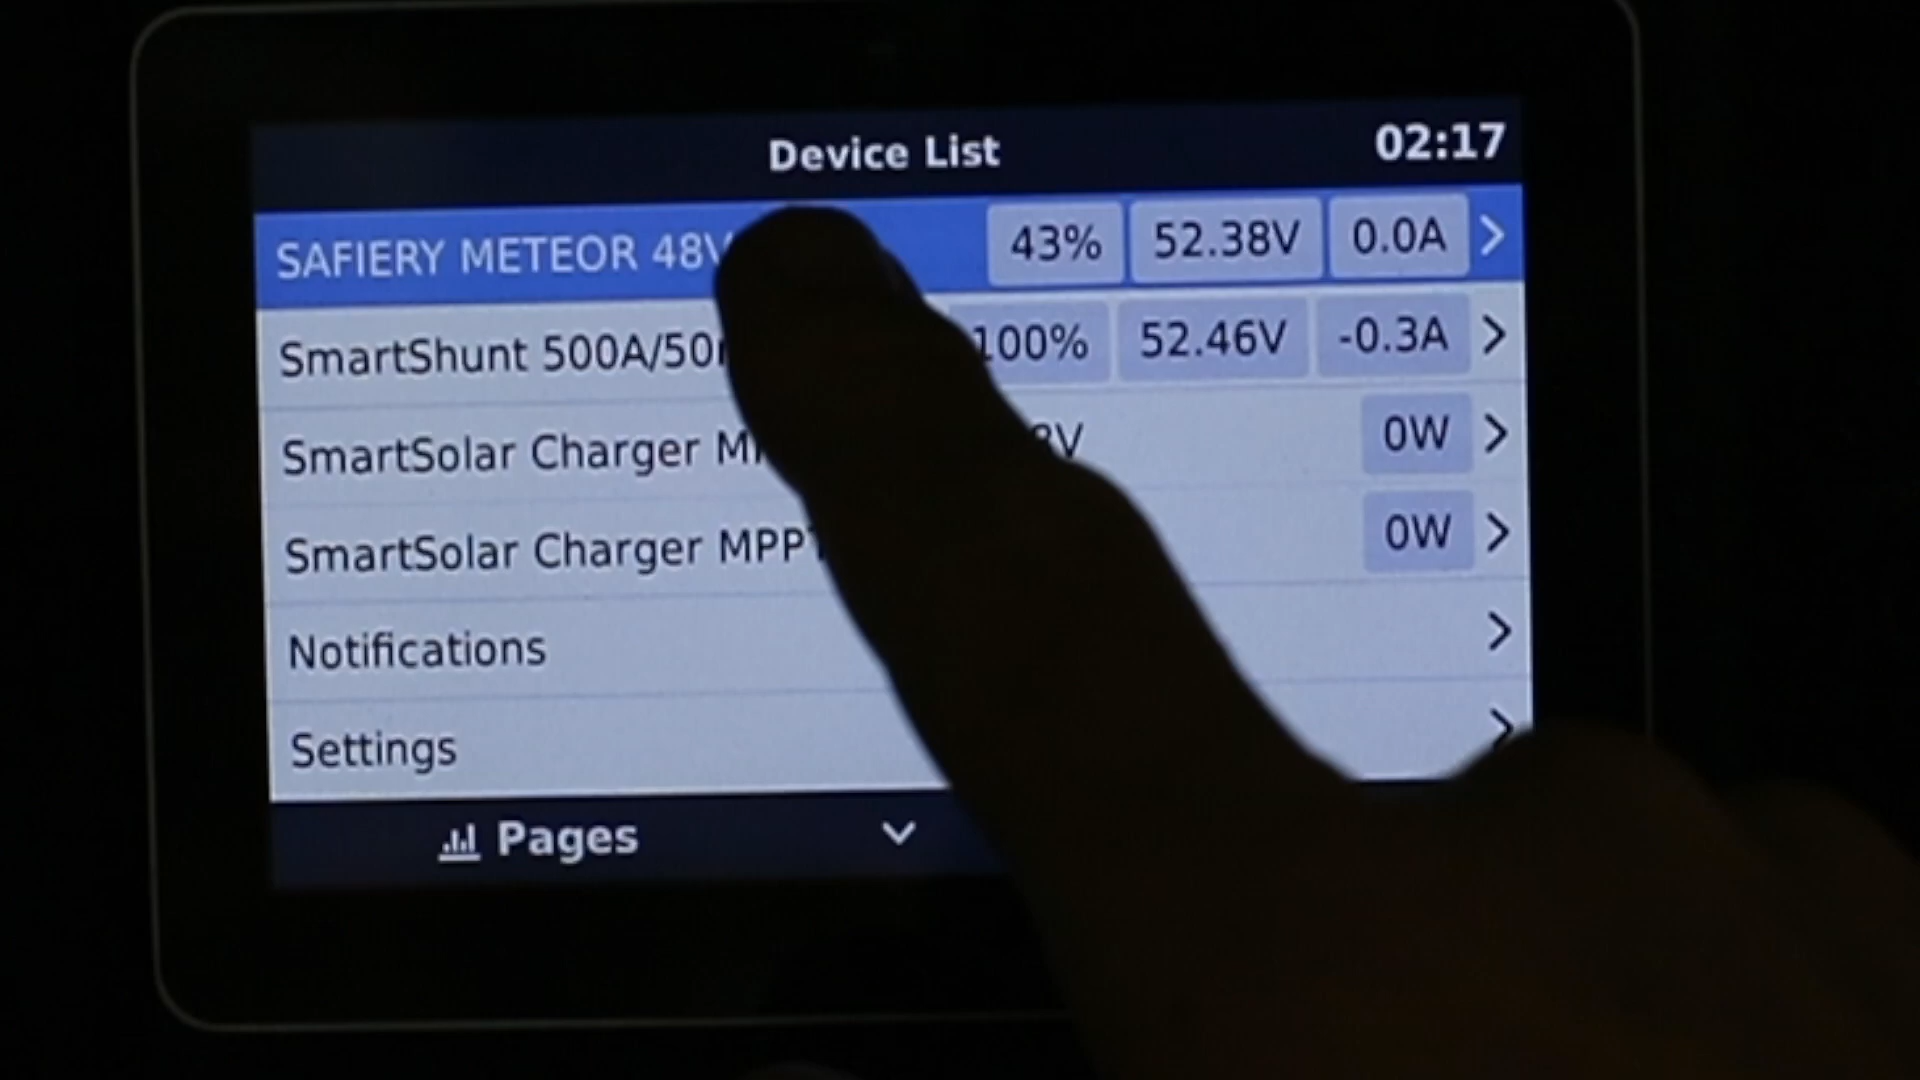 Device List 02:17
SAFIERY METEOR 48V 43% 52.38V 0.0A
SmartShunt 500A/50 100% 52.46V -0.3A
SmartSolar Charger 0W
SmartSolar Charger MPPT 0W
Notifications
Settings
Pages